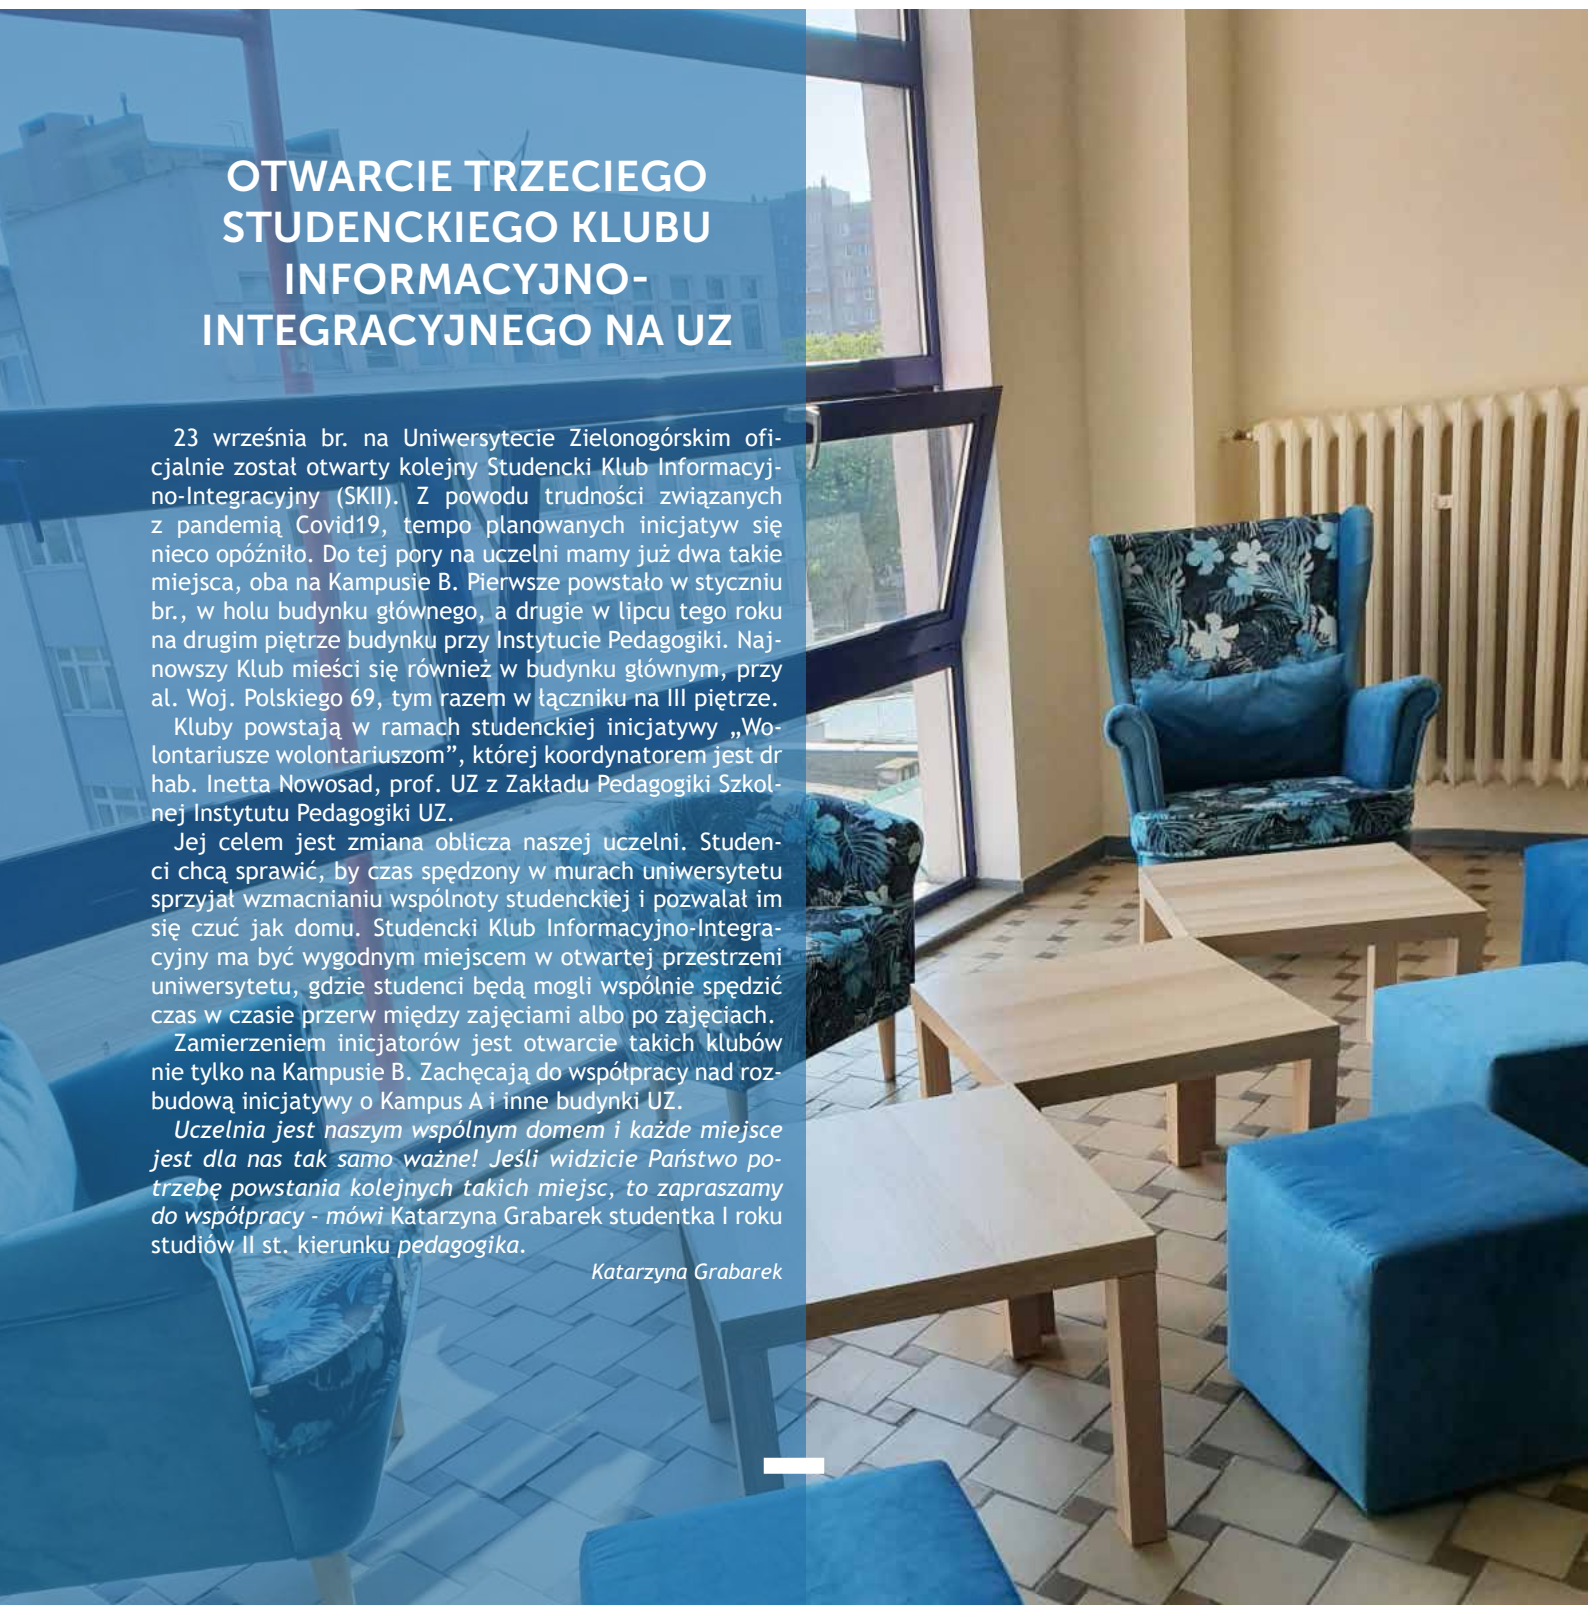 OTWARCIE TRZECIEGO
STUDENCKIEGO KLUBU
INFORMACYJNO-
INTEGRACYJNEGO NA UZ
23 września br. na Uniwersytecie Zielonogórskim ofi-
cjalnie został otwarty kolejny Studencki Klub Informacyj-
no-Integracyjny (SKII). Z powodu trudności związanych
z pandemią Covid19, tempo planowanych inicjatyw się
nieco opóźniło. Do tej pory na uczelni mamy już dwa takie
miejsca, oba na Kampusie B. Pierwsze powstało w styczniu
br., w holu budynku głównego, a drugie w lipcu tego roku
na drugim piętrze budynku przy Instytucie Pedagogiki. Naj-
nowszy Klub mieści się również w budynku głównym, przy
al. Woj. Polskiego 69, tym razem w łączniku na III piętrze.
Kluby powstają w ramach studenckiej inicjatywy „Wo-
lontariusze wolontariuszom”, której koordynatorem jest dr
hab. Inetta Nowosad, prof. UZ z Zakładu Pedagogiki Szkol-
nej Instytutu Pedagogiki UZ.
Jej celem jest zmiana oblicza naszej uczelni. Studen-
ci chcą sprawić, by czas spędzony w murach uniwersytetu
sprzyjał wzmacnianiu wspólnoty studenckiej i pozwalał im
się czuć jak domu. Studencki Klub Informacyjno-Integra-
cyjny ma być wygodnym miejscem w otwartej przestrzeni
uniwersytetu, gdzie studenci będą mogli wspólnie spędzić
czas w czasie przerw między zajęciami albo po zajęciach.
Zamierzeniem inicjatorów jest otwarcie takich klubów
nie tylko na Kampusie B. Zachęcają do współpracy nad roz-
budową inicjatywy o Kampus A i inne budynki UZ.
Uczelnia jest naszym wspólnym domem i każde miejsce
jest dla nas tak samo ważne! Jeśli widzicie Państwo po-
trzebę powstania kolejnych takich miejsc, to zapraszamy
do współpracy - mówi Katarzyna Grabarek studentka I roku
studiów II st. kierunku pedagogika.
Katarzyna Grabarek